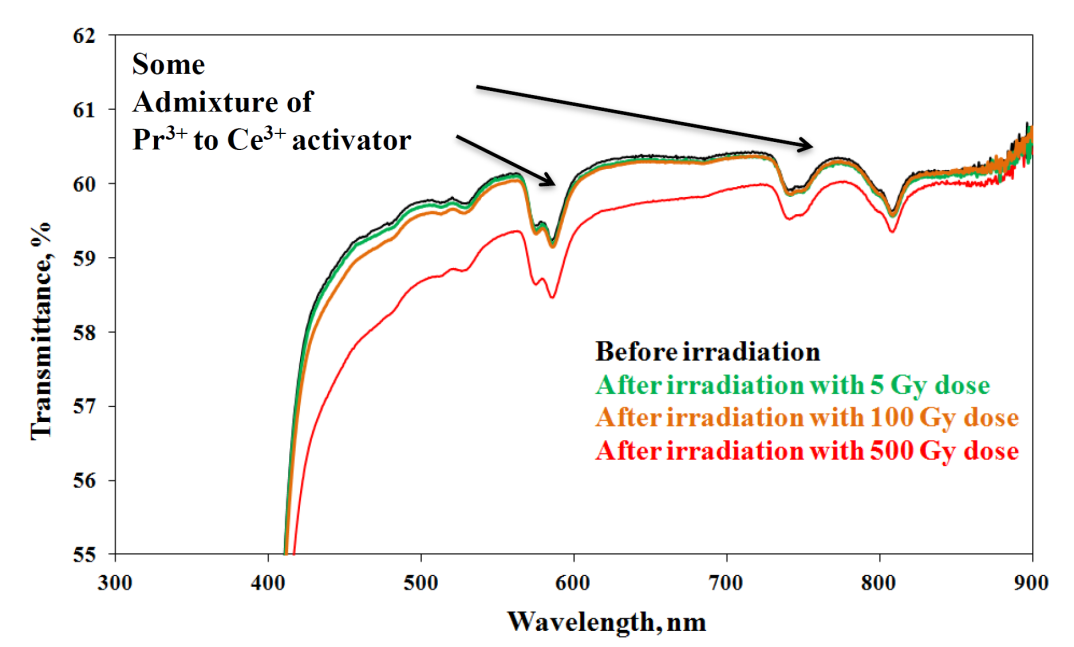 62
61
60
59
58
57
56
55
Transmittance, %
Some
Admixture of
Pr³⁺ to Ce³⁺ activator
Before irradiation
After irradiation with 5 Gy dose
After irradiation with 100 Gy dose
After irradiation with 500 Gy dose
300 400 500 600 700 800 900
Wavelength, nm